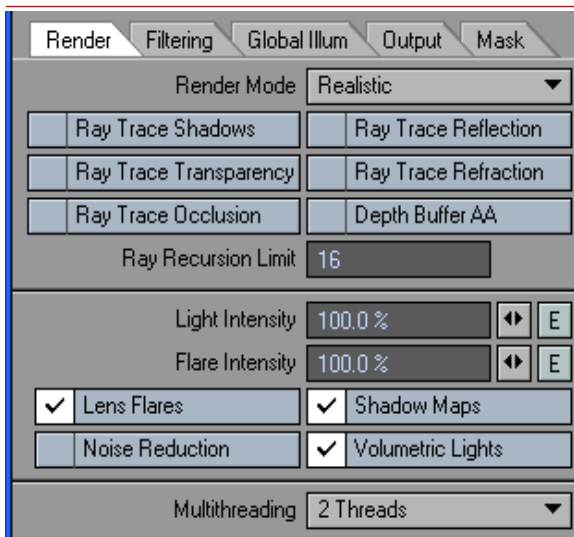 Render Filtering Global Illum Output Mask
Render Mode Realistic
Ray Trace Shadows Ray Trace Reflection
Ray Trace Transparency Ray Trace Refraction
Ray Trace Occlusion Depth Buffer AA
Ray Recursion Limit 16
Light Intensity 100.0 % E
Flare Intensity 100.0 % E
Lens Flares Shadow Maps
Noise Reduction Volumetric Lights
Multithreading 2 Threads